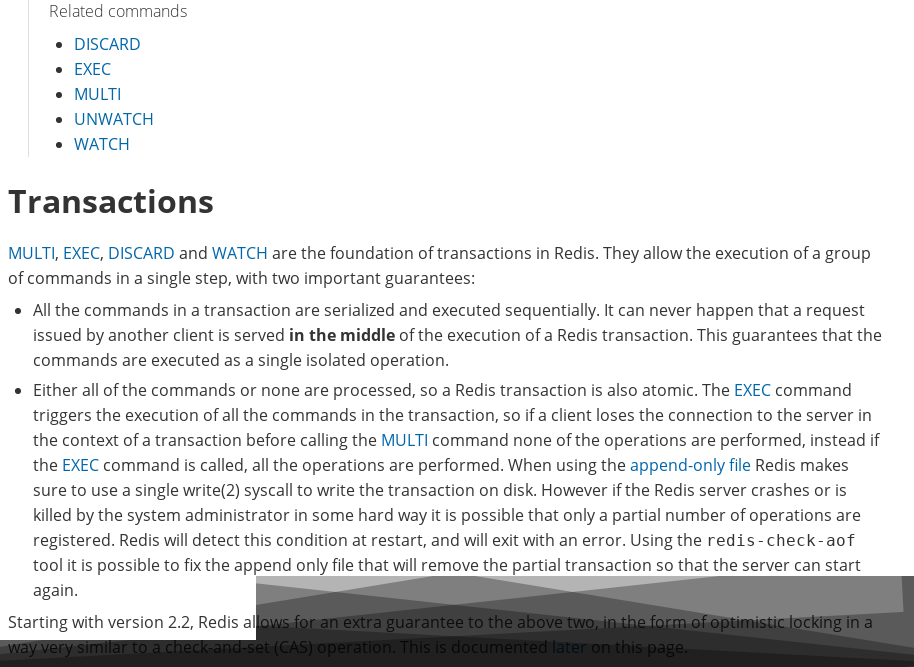 Related commands
DISCARD
EXEC
MULTI
UNWATCH
WATCH
Transactions
MULTI, EXEC, DISCARD and WATCH are the foundation of transactions in Redis. They allow the execution of a group
of commands in a single step, with two important guarantees:
All the commands in a transaction are serialized and executed sequentially. It can never happen that a request
issued by another client is served in the middle of the execution of a Redis transaction. This guarantees that the
commands are executed as a single isolated operation.
Either all of the commands or none are processed, so a Redis transaction is also atomic. The EXEC command
triggers the execution of all the commands in the transaction, so if a client loses the connection to the server in
the context of a transaction before calling the MULTI command none of the operations are performed, instead if
the EXEC command is called, all the operations are performed. When using the append-only file Redis makes
sure to use a single write(2) syscall to write the transaction on disk. However if the Redis server crashes or is
killed by the system administrator in some hard way it is possible that only a partial number of operations are
registered. Redis will detect this condition at restart, and will exit with an error. Using the redis-check-aof
tool it is possible to fix the append only file that will remove the partial transaction so that the server can start
again.
Starting with version 2.2, Redis allows for an extra guarantee to the above two, in the form of optimistic locking in a
way very similar to a check-and-set (CAS) operation. This is documented later on this page.